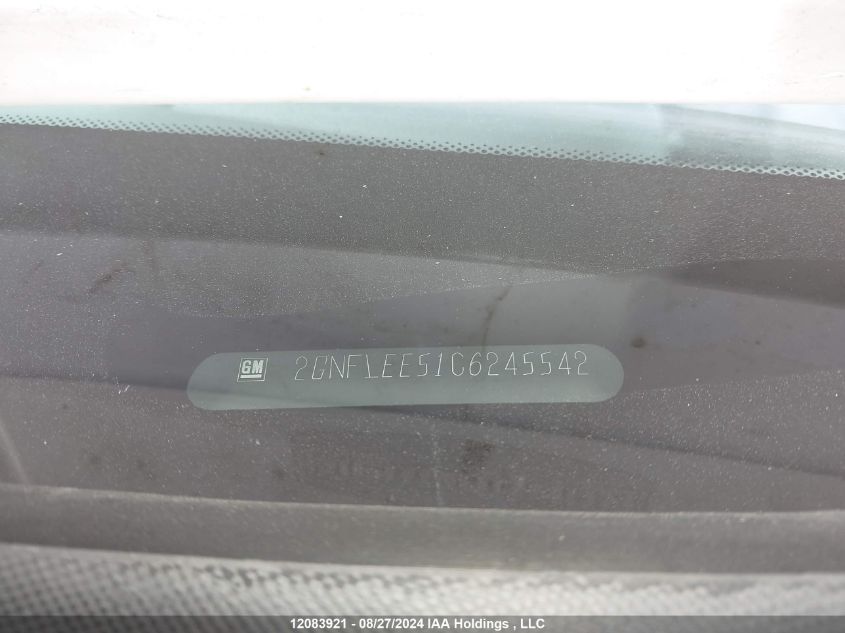 GM 2GNFLEE51C6245542
12083921 - 08/27/2024 IAA Holdings , LLC